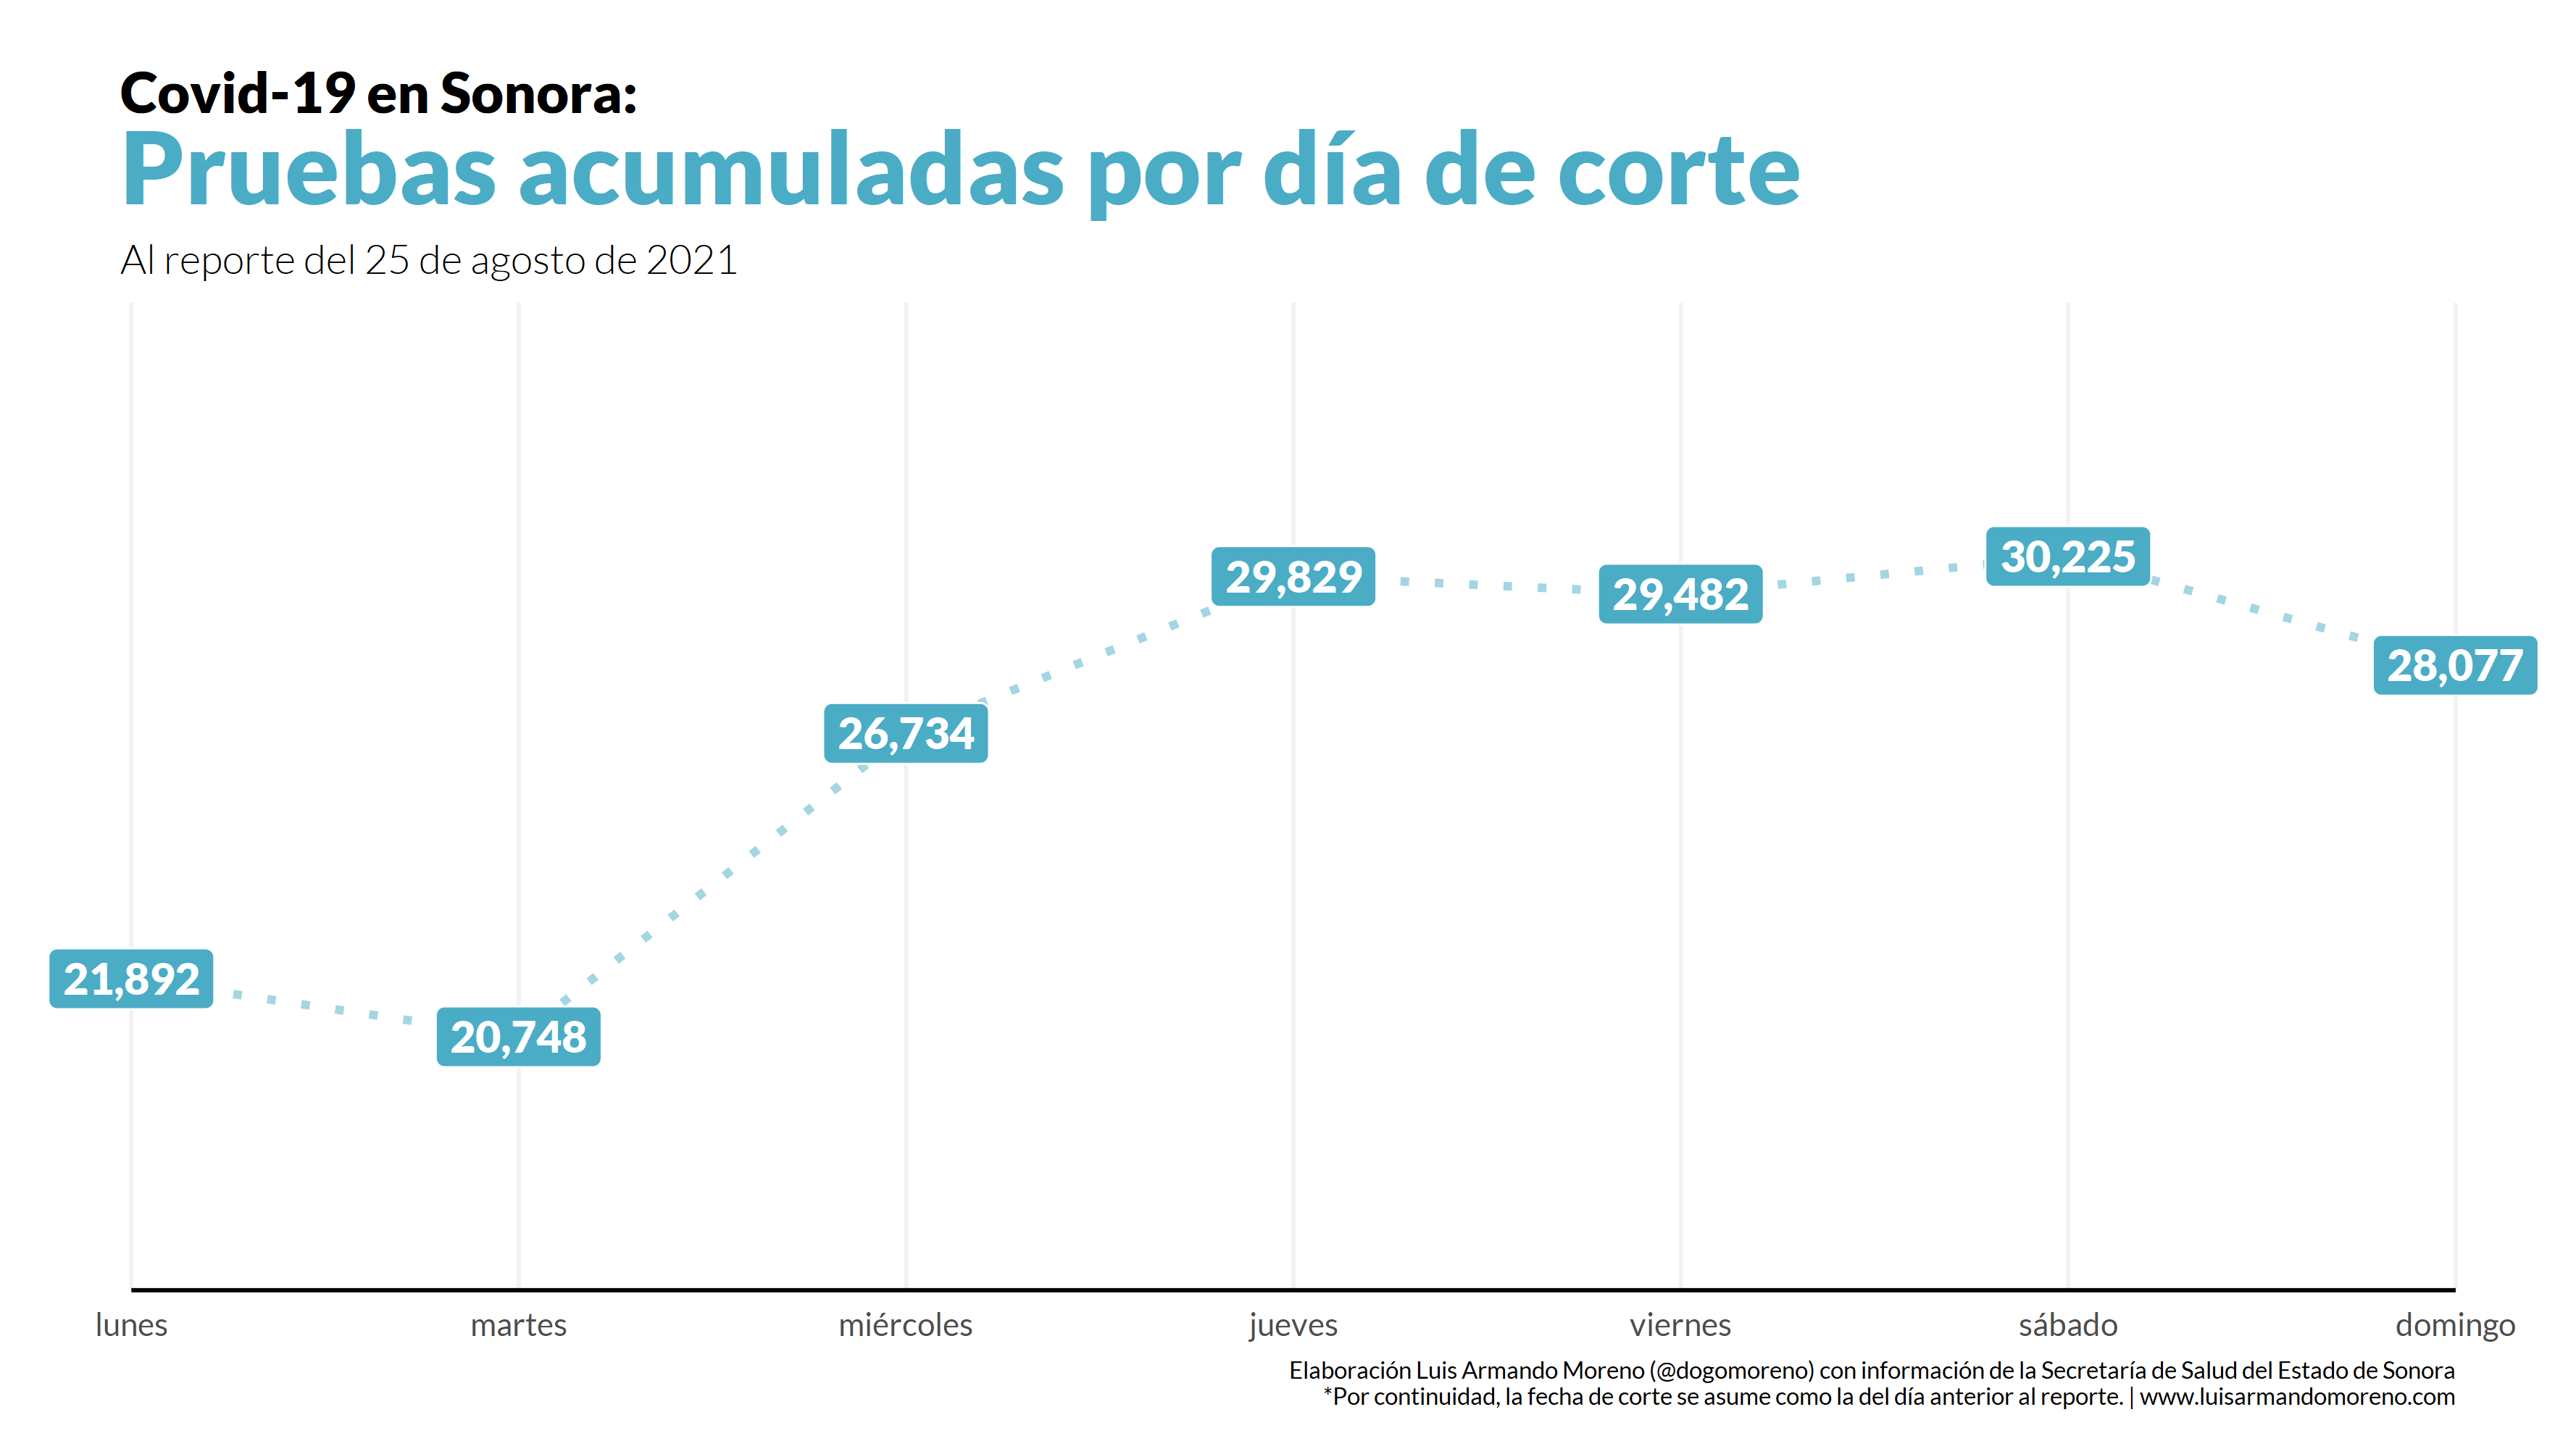 Covid-19 en Sonora:
Pruebas acumuladas por día de corte
Al reporte del 25 de agosto de 2021
30,225
29,829
29,482
28,077
26,734
21,892
20,748
lunes martes miércoles jueves viernes sábado domingo
Elaboración Luis Armando Moreno (@dogomoreno) con información de la Secretaría de Salud del Estado de Sonora
*Por continuidad, la fecha de corte se asume como la del día anterior al reporte. | www.luisarmandomoreno.com